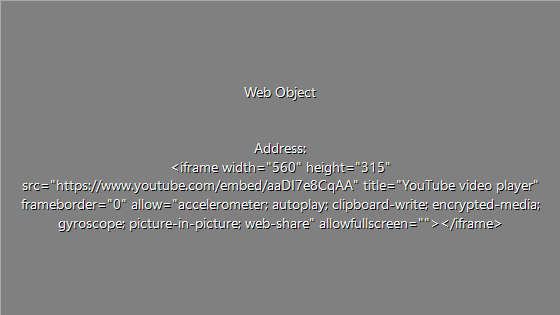 Web Object
Address:
<iframe width="560" height="315"
src="https://www.youtube.com/embed/aaDI7e8CqAA" title="YouTube video player"
frameborder="0" allow="accelerometer; autoplay; clipboard-write; encrypted-media;
gyroscope; picture-in-picture; web-share" allowfullscreen=""></iframe>